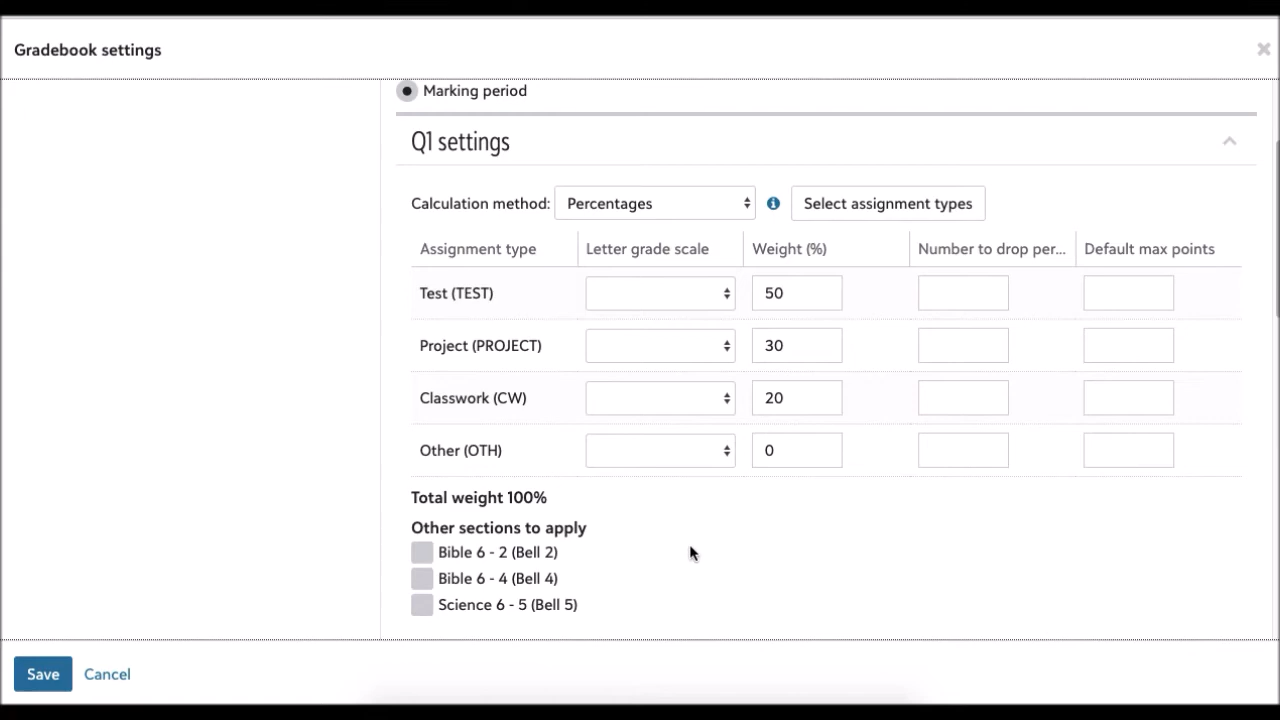 Gradebook settings
Marking period
Q1 settings
Calculation method: Percentages Select assignment types
Assignment type Letter grade scale Weight (%) Number to drop per... Default max points
Test (TEST) 50
Project (PROJECT) 30
Classwork (CW) 20
Other (OTH) 0
Total weight 100%
Other sections to apply
Bible 6 - 2 (Bell 2)
Bible 6 - 4 (Bell 4)
Science 6 - 5 (Bell 5)
Save Cancel